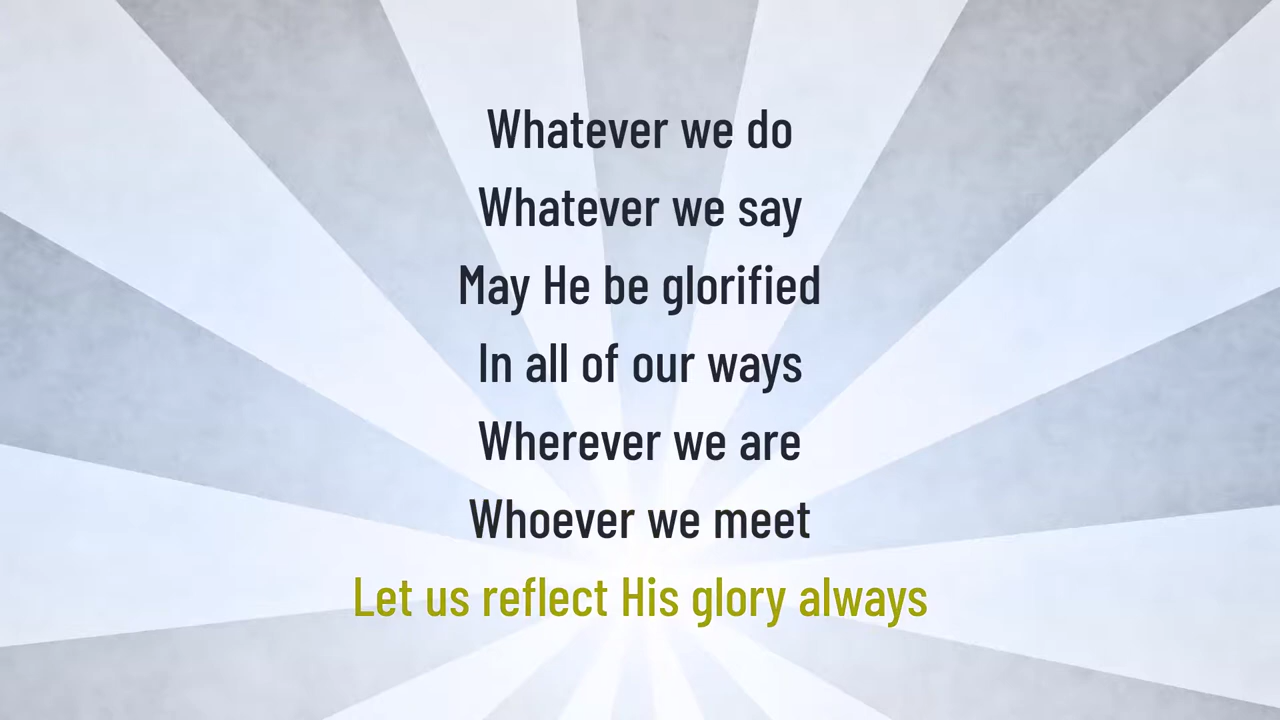 Whatever we do
Whatever we say
May He be glorified
In all of our ways
Wherever we are
Whoever we meet
Let us reflect His glory always